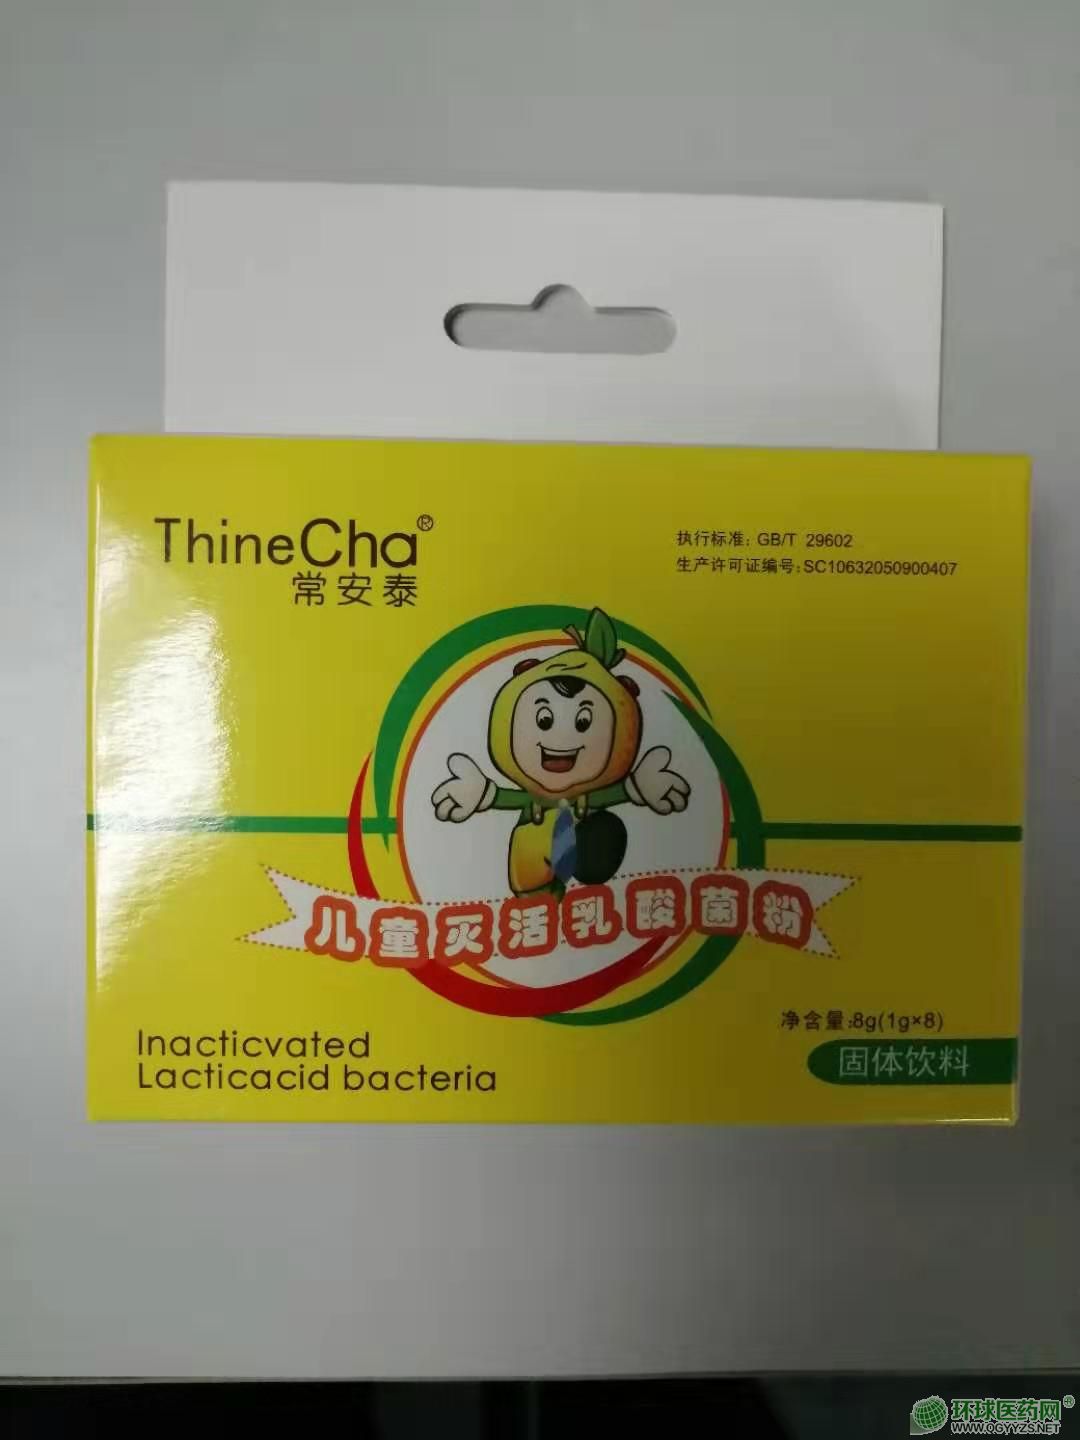 ThineCha®
常安泰
执行标准: GB/T 29602
生产许可证编号:SC10632050900407
儿童灭活乳酸菌粉
净含量:8g(1g×8)
固体饮料
Inacticvated
Lacticacid bacteria
环球医药网®
WWW.QGYYZS.NET